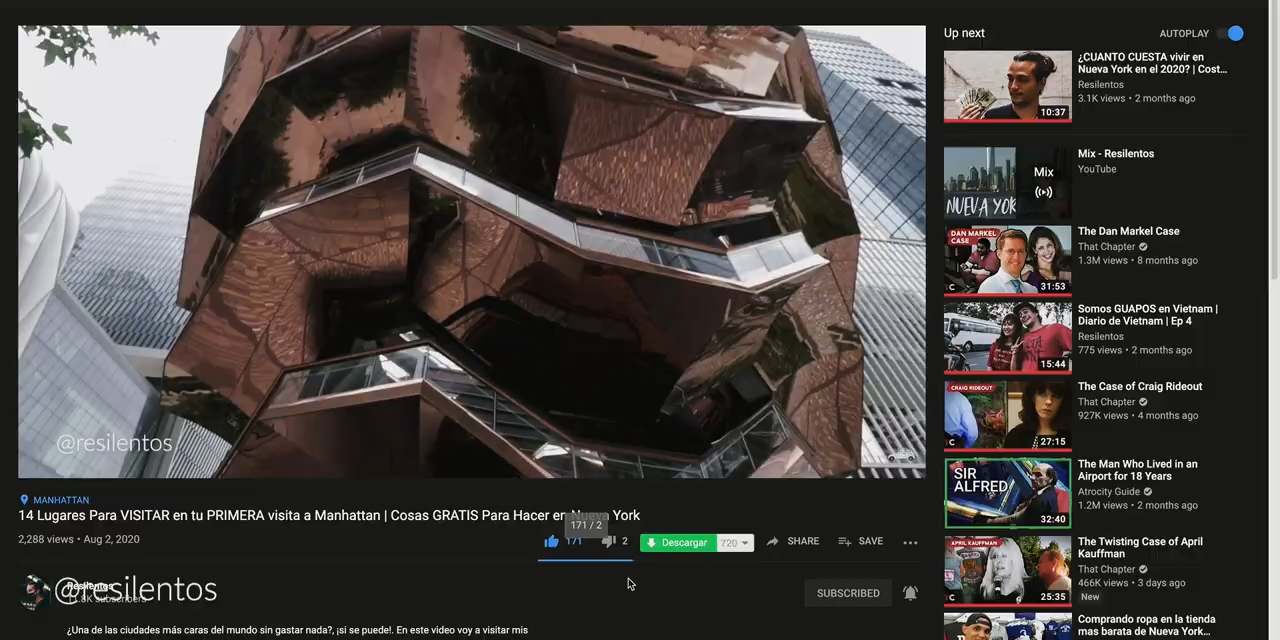 Up next
AUTOPLAY
¿CUANTO CUESTA vivir en
Nueva York en el 2020? | Cost...
Resilentos
3.1K views • 2 months ago
10:37
Mix
NUEVA YOR
Mix - Resilentos
YouTube
DAN MARKEL
CASE
31:53
The Dan Markel Case
That Chapter
1.3M views • 8 months ago
15:44
Somos GUAPOS en Vietnam |
Diario de Vietnam | Ep 4
Resilentos
775 views • 2 months ago
CRAIG RIDEOUT
27:15
The Case of Craig Rideout
That Chapter
927K views • 4 months ago
SIR
ALFRED
32:40
The Man Who Lived in an
Airport for 18 Years
Atrocity Guide
1.2M views • 2 months ago
APRIL KAUFFMAN
25:35
The Twisting Case of April
Kauffman
That Chapter
466K views • 3 days ago
New
Comprando ropa en la tienda
mas barata de Nueva York...
@resilentos
MANHATTAN
14 Lugares Para VISITAR en tu PRIMERA visita a Manhattan | Cosas GRATIS Para Hacer en Nueva York
171 / 2
2,288 views • Aug 2, 2020
171
2
Descargar
720
SHARE
SAVE
Resilentos
@resilentos
subscribers
SUBSCRIBED
¿Una de las ciudades más caras del mundo sin gastar nada?, ¡si se puede!. En este video voy a visitar mis